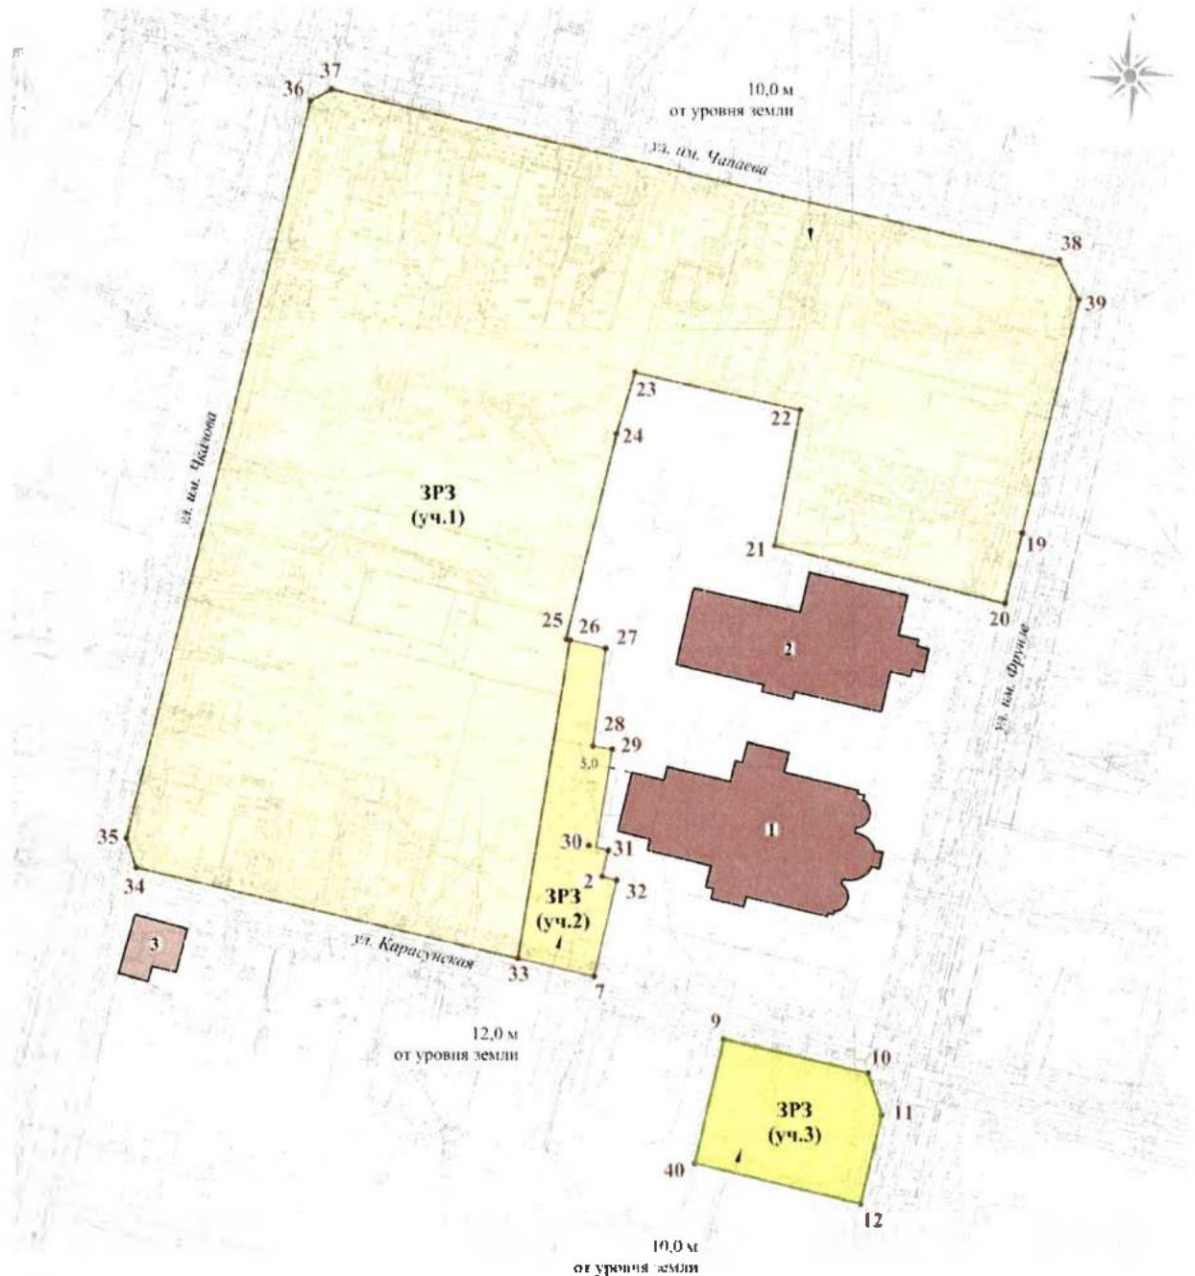 37
36
10,0 м
от уровня земли
ул. им. Чапаева
38
39
23
22
24
ул. им. Чкалова
ЗРЗ
(уч.1)
19
21
20
25
26
27
2
ул. им. Фрунзе
28
29
5,0
1
35
30
31
34
2
32
ЗРЗ
(уч.2)
3
ул. Карасунская
33
7
12,0 м
от уровня земли
9
10
11
ЗРЗ
(уч.3)
40
12
10,0 м
от уровня земли